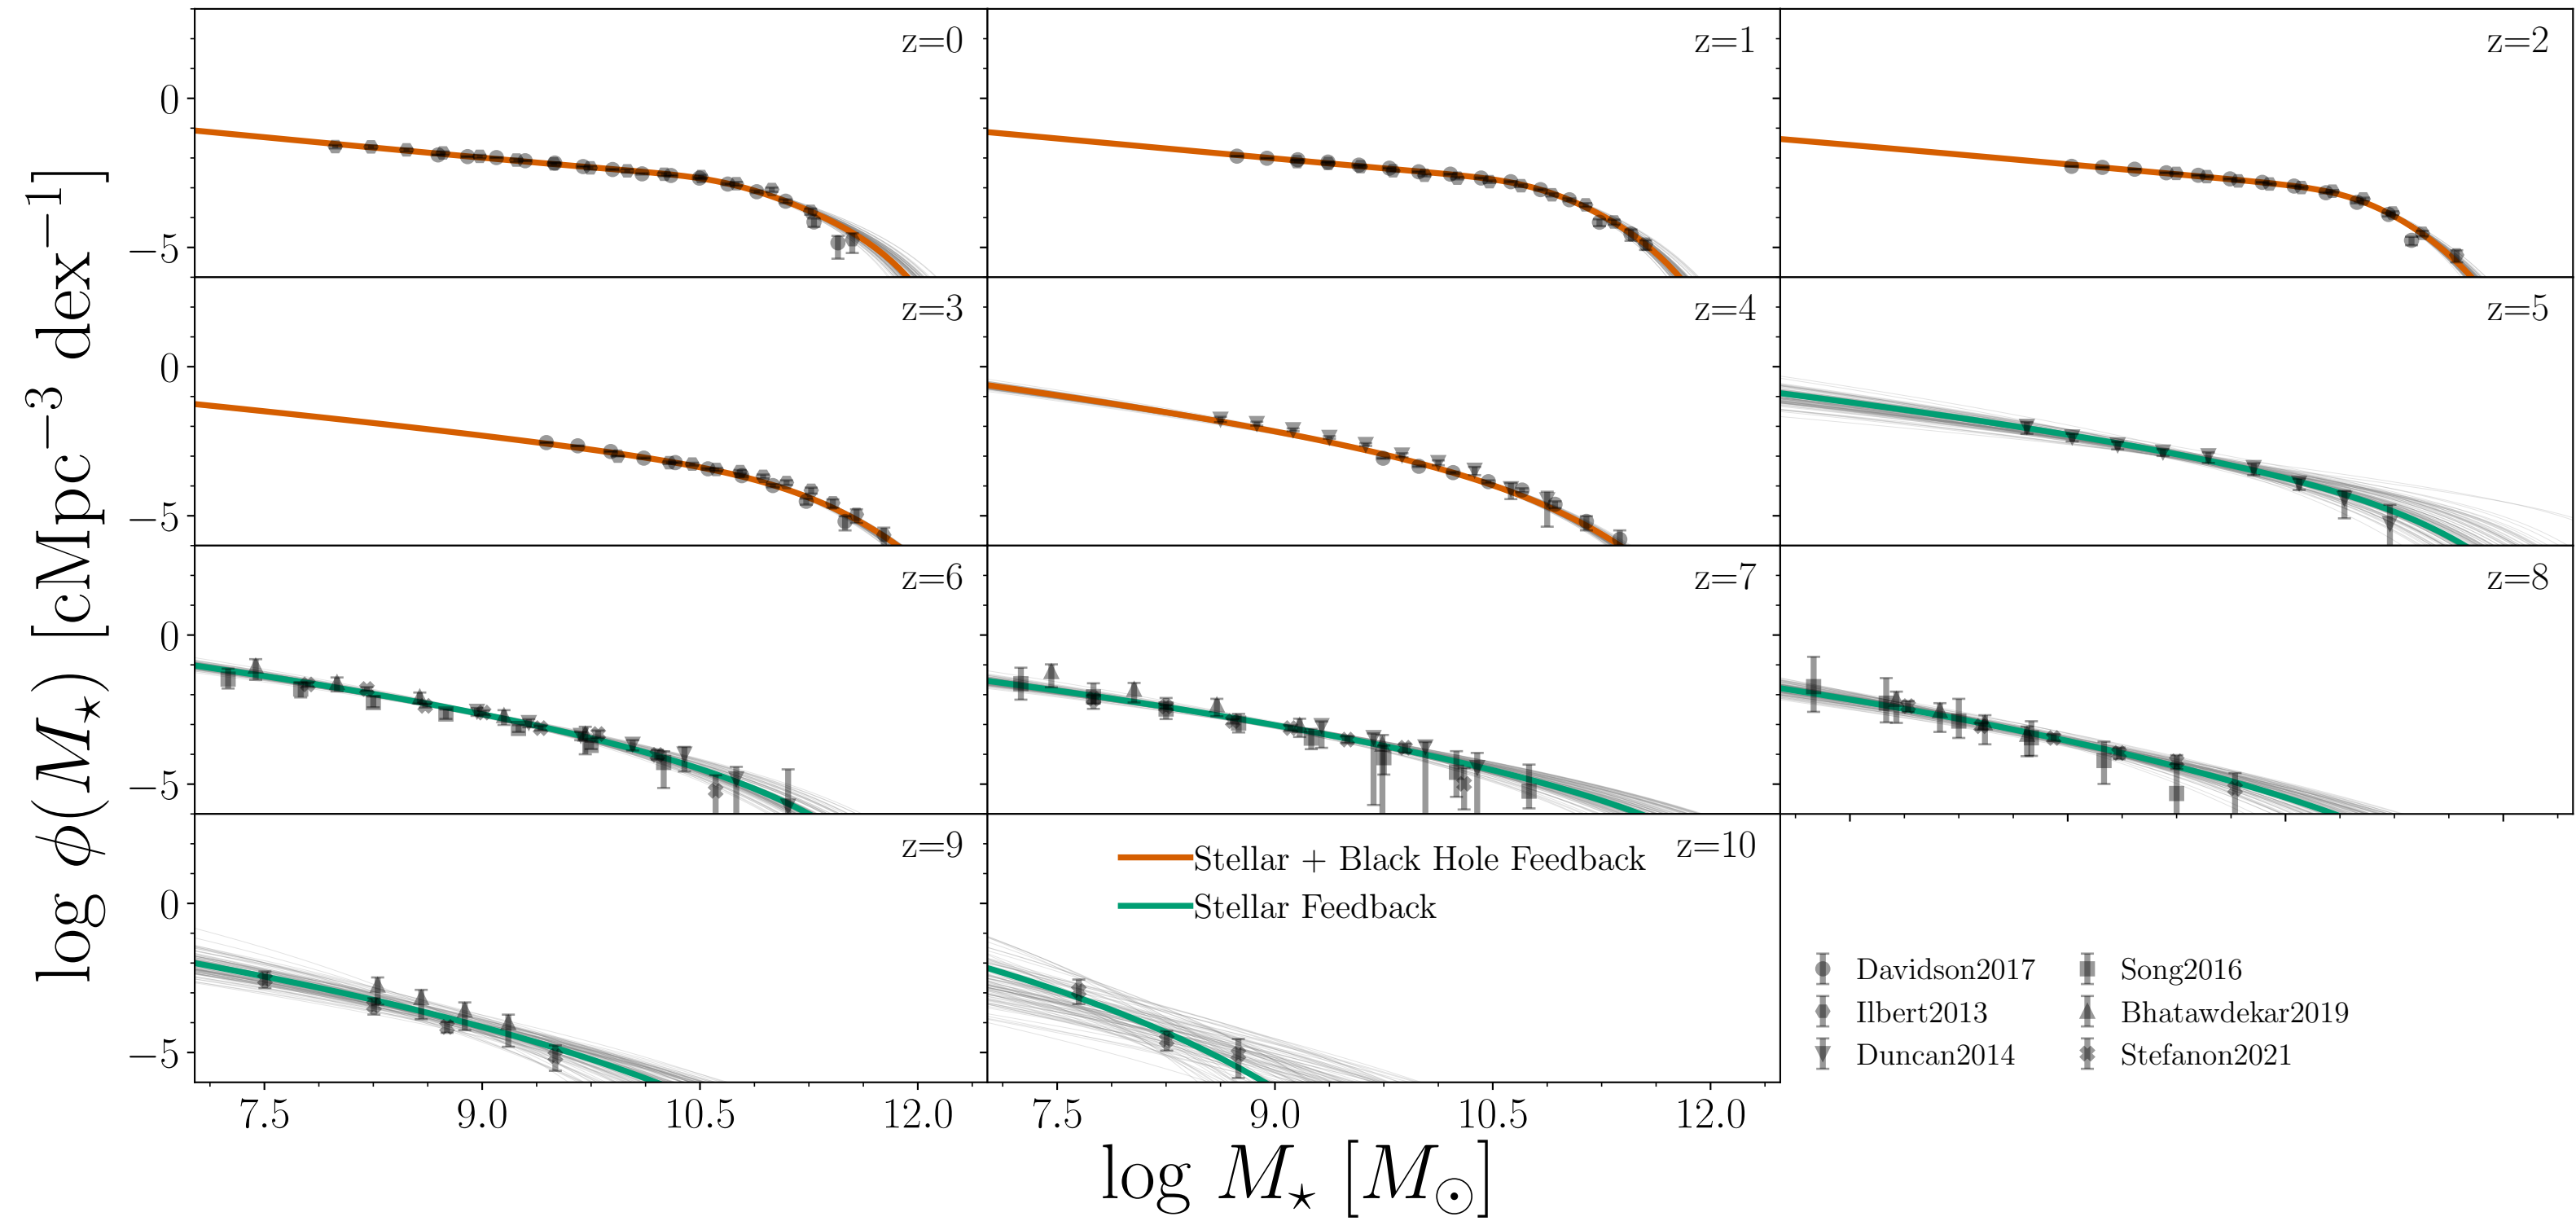 z=0
z=1
z=2
0
−5
z=3
z=4
z=5
0
−5
z=6
z=7
z=8
0
−5
z=9
z=10
0
−5
Stellar + Black Hole Feedback
Stellar Feedback
Davidson2017
Song2016
Ilbert2013
Bhatawdekar2019
Duncan2014
Stefanon2021
7.5 9.0 10.5 12.0
7.5 9.0 10.5 12.0
log M⋆ [M⊙]
log ϕ(M⋆) [cMpc⁻³ dex⁻¹]